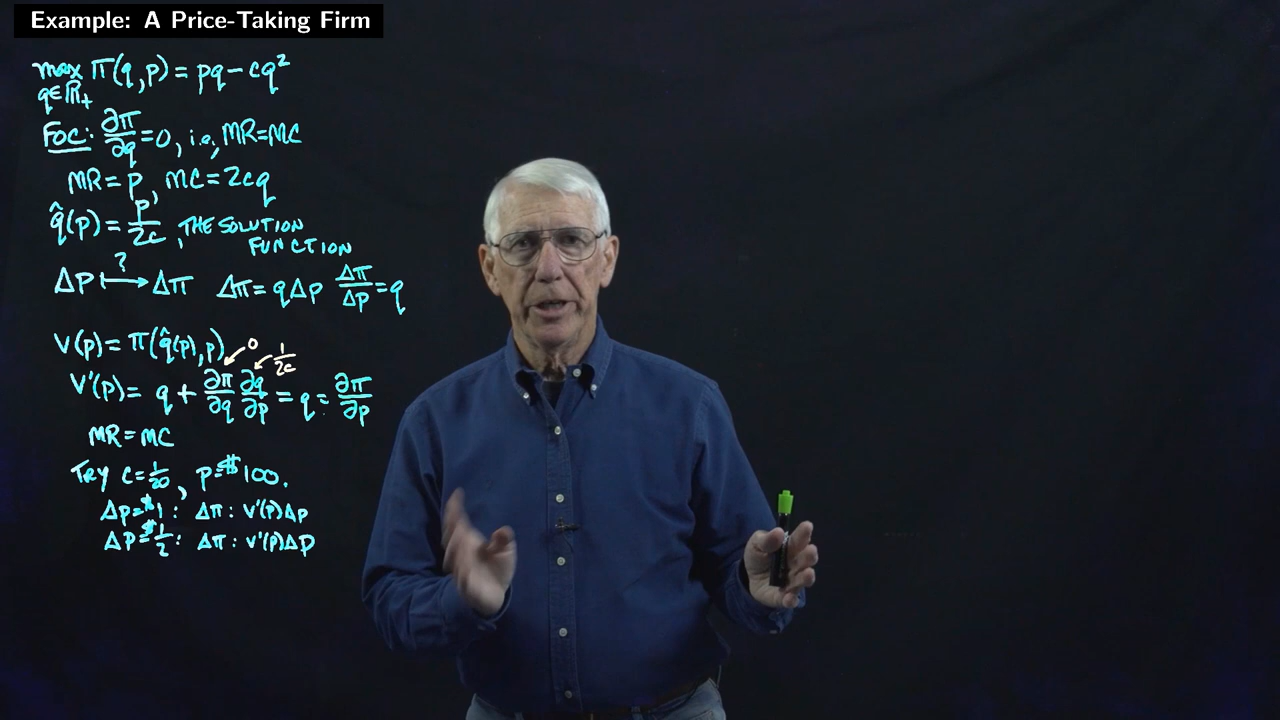 Example: A Price-Taking Firm
max π(q,p) = pq − cq²
q∈ℝ₊
FOC: ∂π/∂q = 0, i.e., MR=MC
MR = p, MC = 2cq
q̂(p) = p/2c, THE SOLUTION
FUNCTION
Δp ⟼ Δπ ? Δπ = qΔp Δπ/Δp = q
V(p) = π(q̂(p), p) 0 1/2c
V'(p) = q + ∂π/∂q ∂q/∂p = q = ∂π/∂p
MR = MC
TRY C = 1/20, P = $100.
Δp = $1 : Δπ : V'(p)Δp
Δp = $1/2 : Δπ : V'(p)Δp